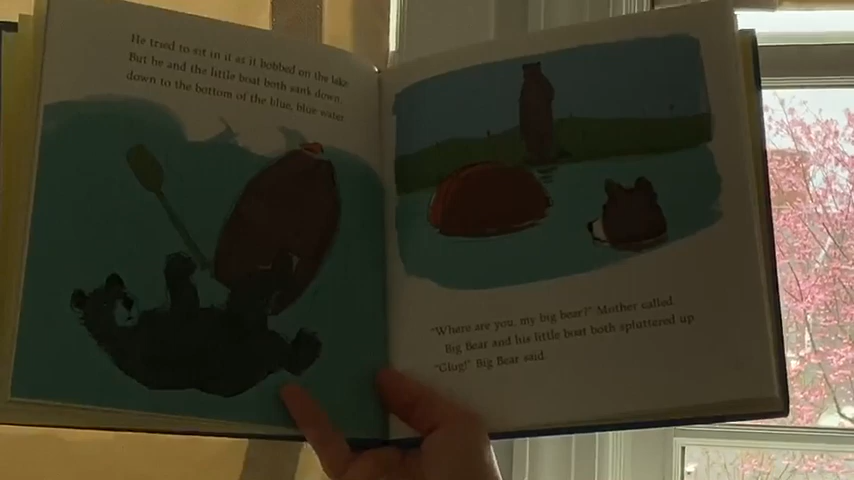 He tried to sit in it as it bobbed on the lake
But he and the little boat both sank down,
down to the bottom of the blue, blue water
"Where are you, my big bear?" Mother called.
Big Bear and his little boat both spluttered up
"Glug!" Big Bear said.